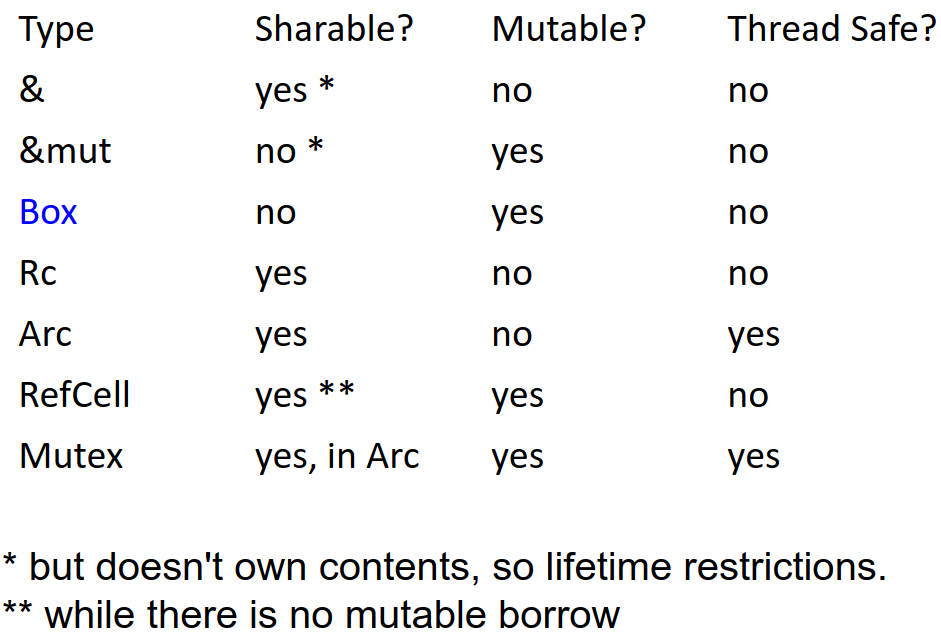 Type Sharable? Mutable? Thread Safe?
& yes * no no
&mut no * yes no
Box no yes no
Rc yes no no
Arc yes no yes
RefCell yes ** yes no
Mutex yes, in Arc yes yes
* but doesn't own contents, so lifetime restrictions.
** while there is no mutable borrow